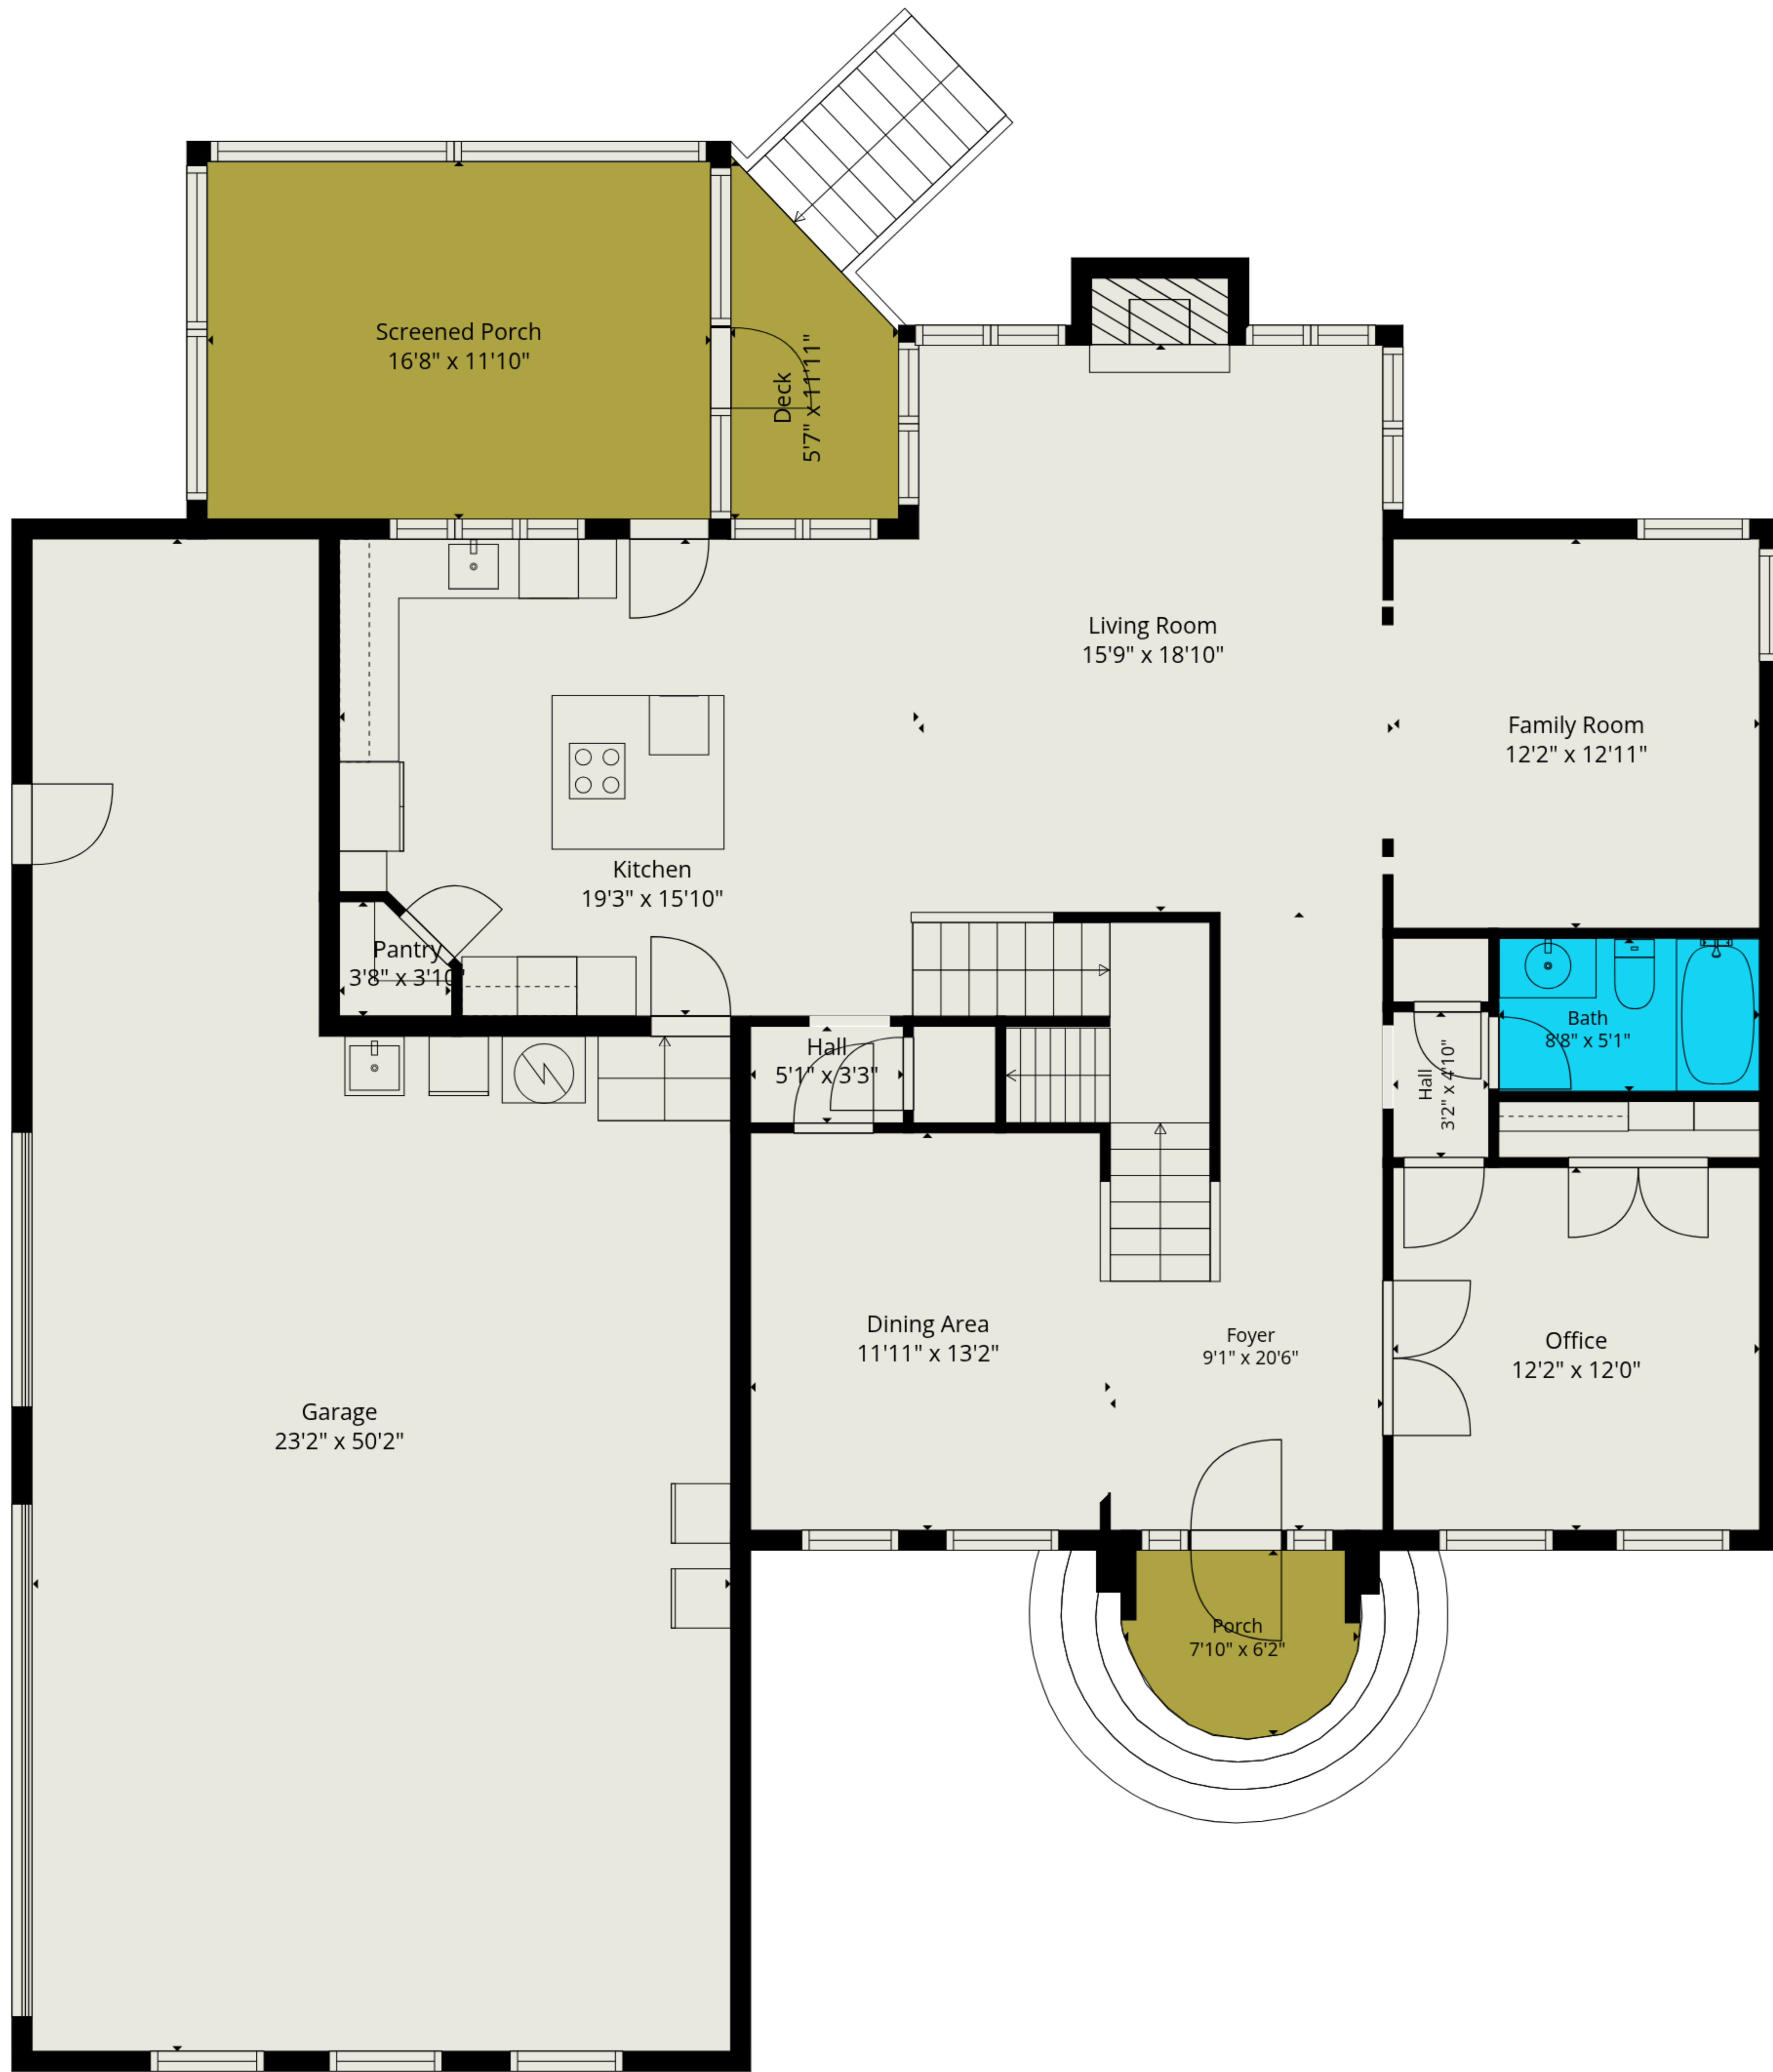 Screened Porch
16'8" x 11'10"
Deck
5'7" x 11'11"
Living Room
15'9" x 18'10"
Family Room
12'2" x 12'11"
Kitchen
19'3" x 15'10"
Pantry
3'8" x 3'10"
Hall
5'1" x 3'3"
Bath
8'8" x 5'1"
Hall
3'2" x 4'10"
Dining Area
11'11" x 13'2"
Foyer
9'1" x 20'6"
Office
12'2" x 12'0"
Garage
23'2" x 50'2"
Porch
7'10" x 6'2"